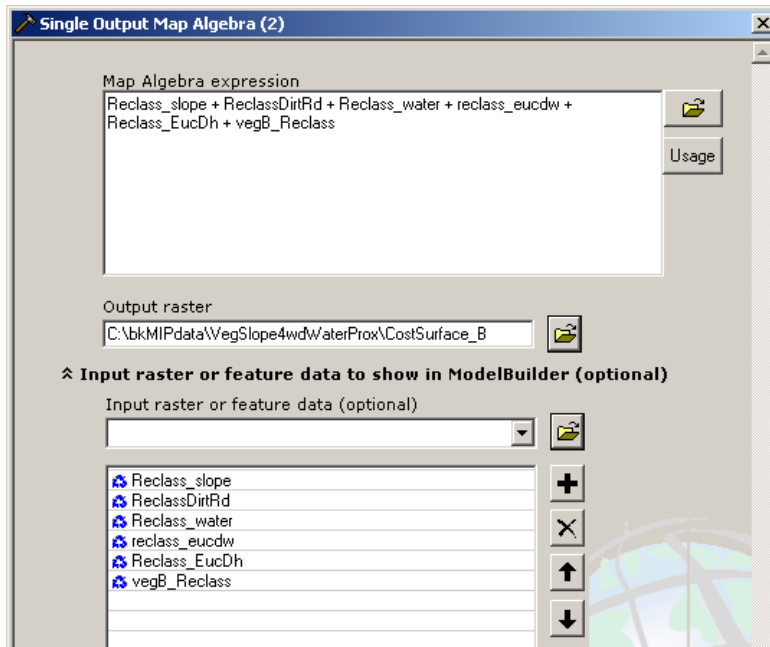 Single Output Map Algebra (2)
Map Algebra expression
Reclass_slope + ReclassDirtRd + Reclass_water + reclass_eucdw +
Reclass_EucDh + vegB_Reclass
Usage
Output raster
C:\bkMIPdata\VegSlope4wdWaterProx\CostSurface_B
Input raster or feature data to show in ModelBuilder (optional)
Input raster or feature data (optional)
Reclass_slope
ReclassDirtRd
Reclass_water
reclass_eucdw
Reclass_EucDh
vegB_Reclass